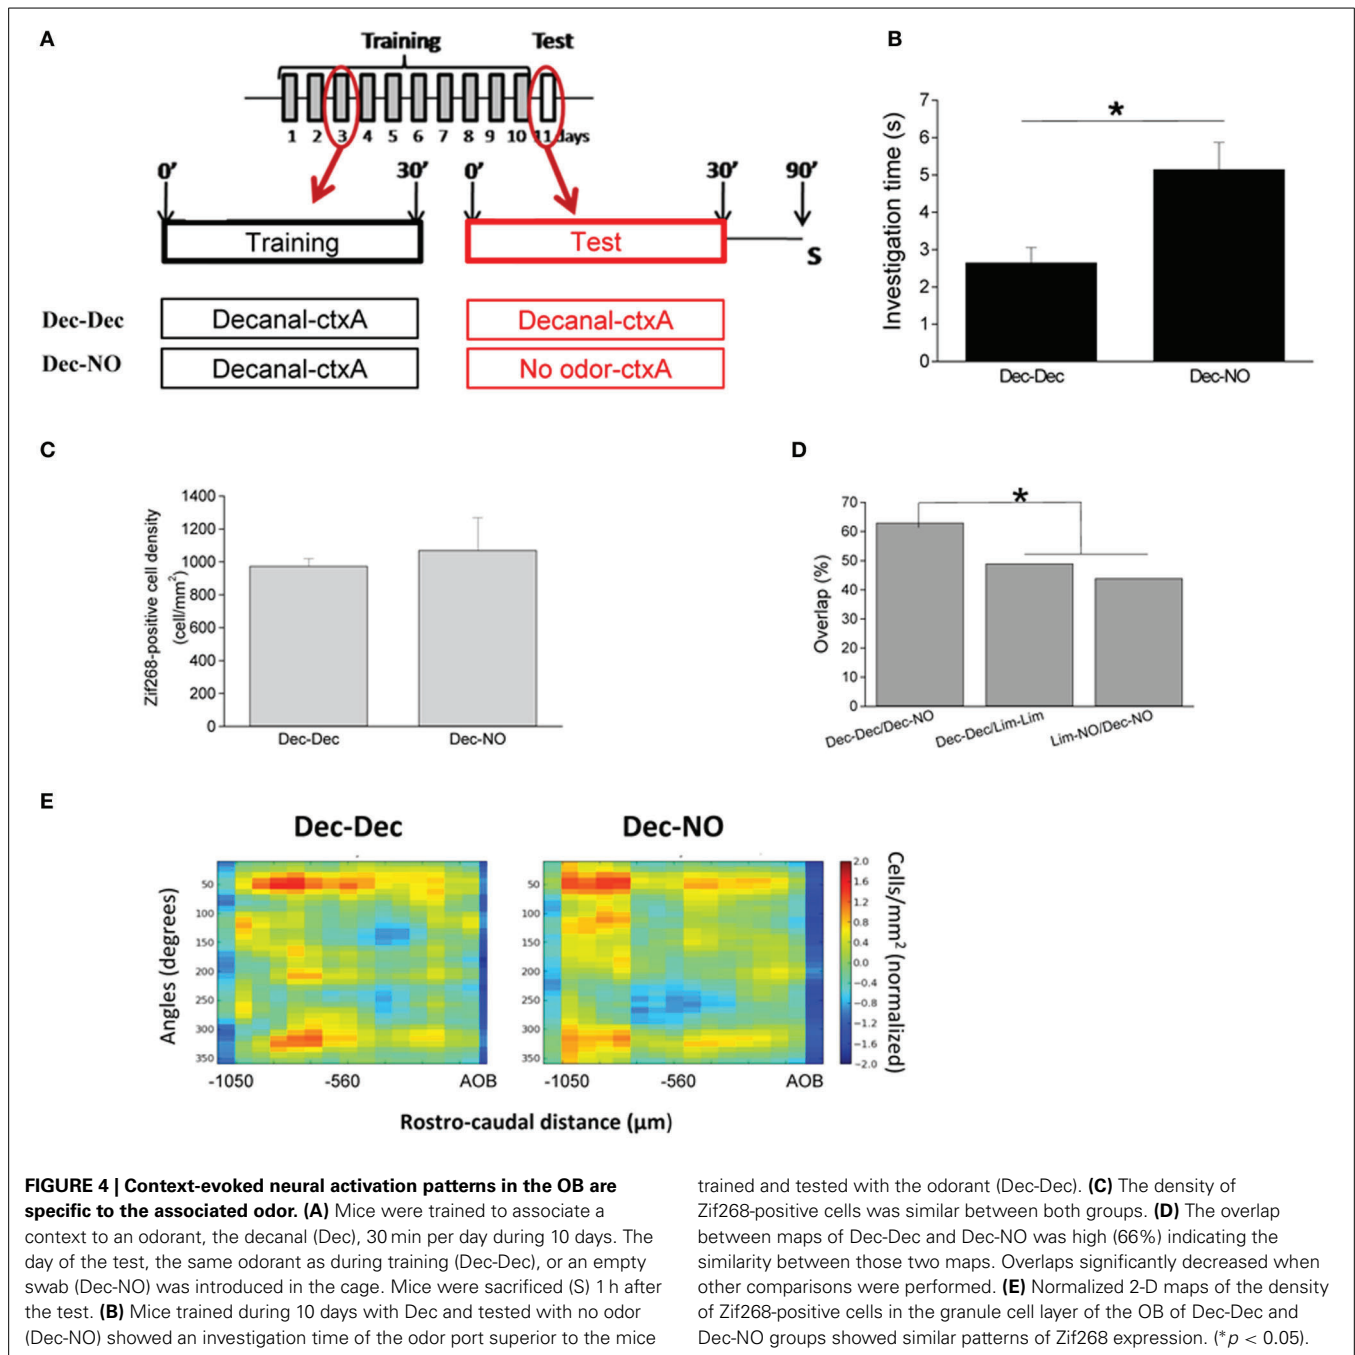 A
Training Test
1 2 3 4 5 6 7 8 9 10 11 days
0’ 30’ 0’ 30’ 90’
Training Test S
Dec-Dec Decanal-ctxA Decanal-ctxA
Dec-NO Decanal-ctxA No odor-ctxA
B
Investigation time (s)
7
6
5
4
3
2
1
0
*
Dec-Dec Dec-NO
C
Zif268-positive cell density
(cell/mm²)
1400
1200
1000
800
600
400
200
0
Dec-Dec Dec-NO
D
Overlap (%)
70
60
50
40
30
20
10
0
*
Dec-Dec/Dec-NO Dec-Dec/Lim-Lim Lim-NO/Dec-NO
E
Dec-Dec Dec-NO
Angles (degrees)
50
100
150
200
250
300
350
50
100
150
200
250
300
350
-1050 -560 AOB -1050 -560 AOB
Rostro-caudal distance (µm)
2.0
1.6
1.2
0.8
0.4
0.0
−0.4
−0.8
−1.2
−1.6
−2.0
Cells/mm² (normalized)
FIGURE 4 | Context-evoked neural activation patterns in the OB are
specific to the associated odor. (A) Mice were trained to associate a
context to an odorant, the decanal (Dec), 30 min per day during 10 days. The
day of the test, the same odorant as during training (Dec-Dec), or an empty
swab (Dec-NO) was introduced in the cage. Mice were sacrificed (S) 1 h after
the test. (B) Mice trained during 10 days with Dec and tested with no odor
(Dec-NO) showed an investigation time of the odor port superior to the mice
trained and tested with the odorant (Dec-Dec). (C) The density of
Zif268-positive cells was similar between both groups. (D) The overlap
between maps of Dec-Dec and Dec-NO was high (66%) indicating the
similarity between those two maps. Overlaps significantly decreased when
other comparisons were performed. (E) Normalized 2-D maps of the density
of Zif268-positive cells in the granule cell layer of the OB of Dec-Dec and
Dec-NO groups showed similar patterns of Zif268 expression. (*p < 0.05).